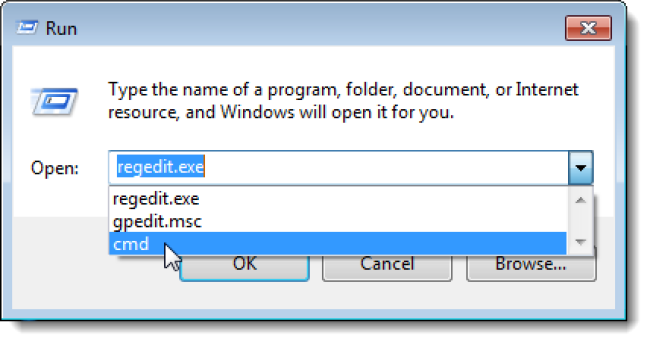 Run
Type the name of a program, folder, document, or Internet
resource, and Windows will open it for you.
Open:
regedit.exe
regedit.exe
gpedit.msc
cmd
OK
Cancel
Browse...